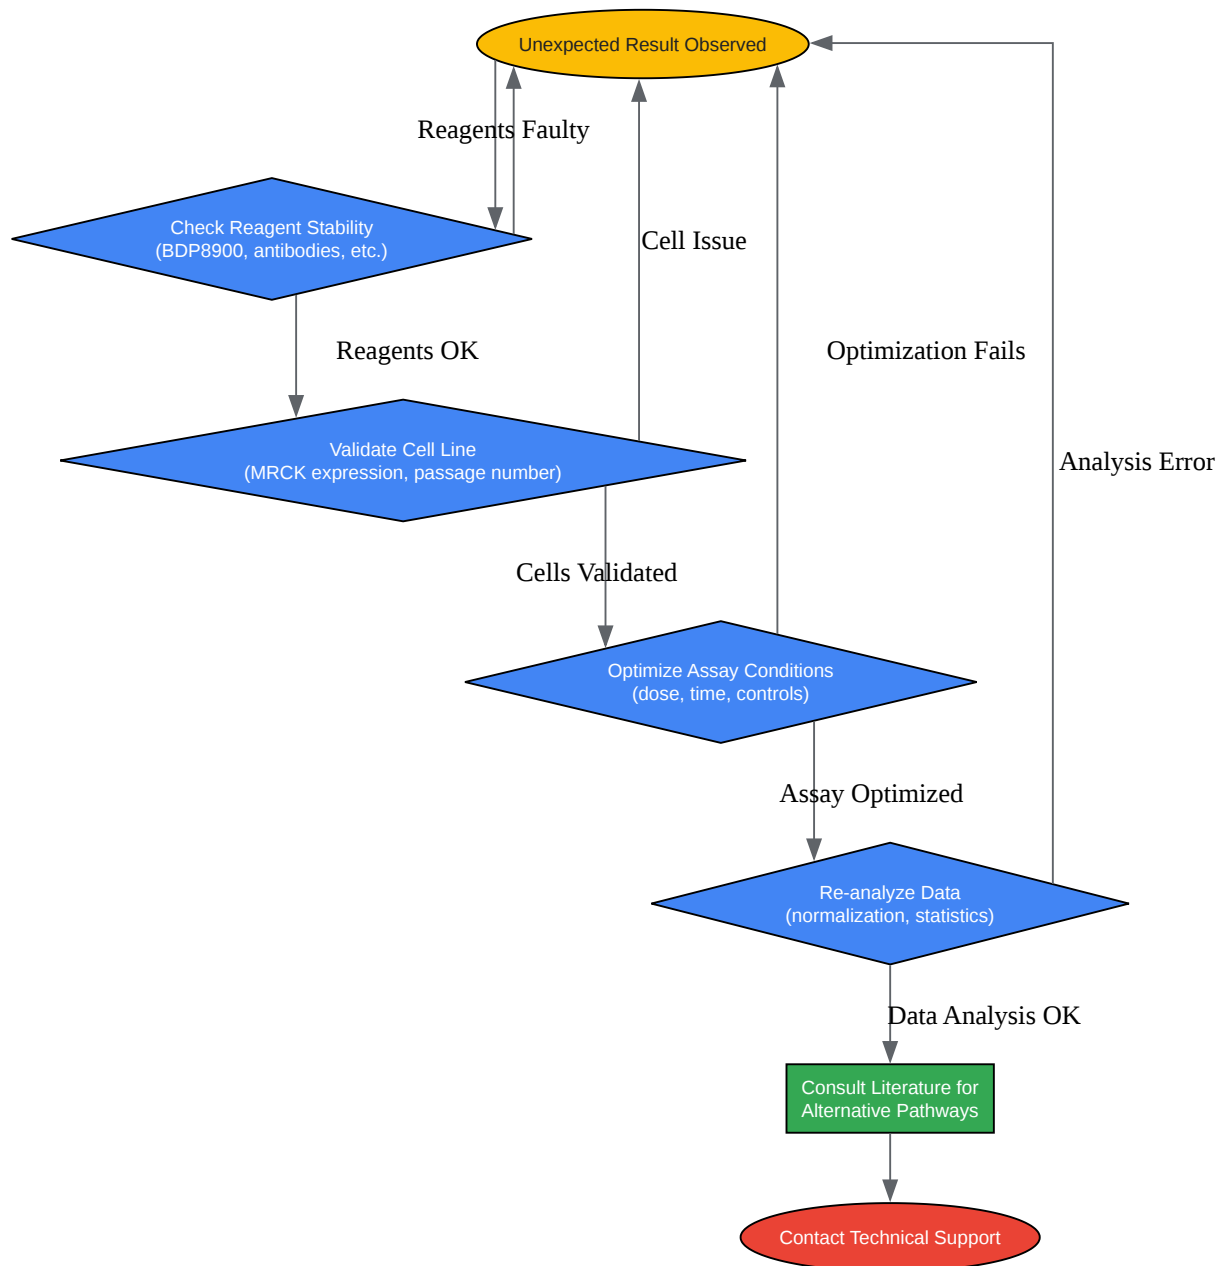 Unexpected Result Observed
Reagents Faulty
Check Reagent Stability
(BDP8900, antibodies, etc.)
Cell Issue
Reagents OK
Optimization Fails
Validate Cell Line
(MRCK expression, passage number)
Analysis Error
Cells Validated
Optimize Assay Conditions
(dose, time, controls)
Assay Optimized
Re-analyze Data
(normalization, statistics)
Data Analysis OK
Consult Literature for
Alternative Pathways
Contact Technical Support